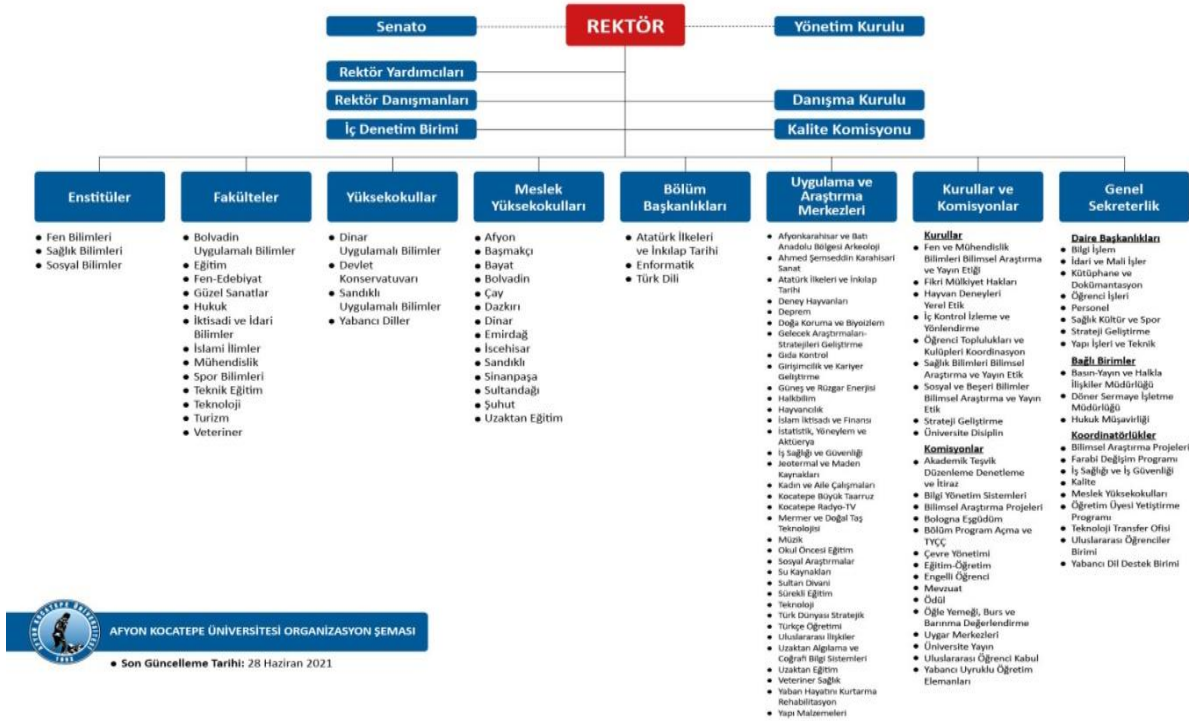 Senato
REKTÖR
Yönetim Kurulu
Rektör Yardımcıları
Rektör Danışmanları
Danışma Kurulu
İç Denetim Birimi
Kalite Komisyonu
Enstitüler
• Fen Bilimleri
• Sağlık Bilimleri
• Sosyal Bilimler
Fakülteler
• Bolvadin
Uygulamalı Bilimler
• Eğitim
• Fen-Edebiyat
• Güzel Sanatlar
• Hukuk
• İktisadi ve İdari
Bilimler
• İslami İlimler
• Mühendislik
• Spor Bilimleri
• Teknik Eğitim
• Teknoloji
• Turizm
• Veteriner
Yüksekokullar
• Dinar
Uygulamalı Bilimler
• Devlet
Konservatuvarı
• Sandıklı
Uygulamalı Bilimler
• Yabancı Diller
Meslek
Yüksekokulları
• Afyon
• Başmakçı
• Bayat
• Bolvadin
• Çay
• Dazkırı
• Dinar
• Emirdağ
• İscehisar
• Sandıklı
• Sinanpaşa
• Sultandağı
• Şuhut
• Uzaktan Eğitim
Bölüm
Başkanlıkları
• Atatürk İlkeleri
ve İnkılap Tarihi
• Enformatik
• Türk Dili
Uygulama ve
Araştırma
Merkezleri
• Afyonkarahisar ve Batı
Anadolu Bölgesi Arkeoloji
• Ahmed Şemseddin Karahisari
Sanat
• Atatürk İlkeleri ve İnkılap
Tarihi
• Deney Hayvanları
• Deprem
• Doğa Koruma ve Biyoizlem
• Gelecek Araştırmaları-
Stratejileri Geliştirme
• Gıda Kontrol
• Girişimcilik ve Kariyer
Geliştirme
• Güneş ve Rüzgar Enerjisi
• Halkbilim
• Hayvancılık
• İslam İktisadı ve Finansı
• İstatistik, Yöneylem ve
Aktüerya
• İş Sağlığı ve Güvenliği
• Jeotermal ve Maden
Kaynakları
• Kadın ve Aile Çalışmaları
• Kocatepe Büyük Taarruz
• Kocatepe Radyo-TV
• Mermer ve Doğal Taş
Teknolojisi
• Müzik
• Okul Öncesi Eğitim
• Sosyal Araştırmalar
• Su Kaynakları
• Sultan Divani
• Sürekli Eğitim
• Teknoloji
• Türk Dünyası Stratejik
• Türkçe Öğretimi
• Uluslararası İlişkiler
• Uzaktan Algılama ve
Coğrafi Bilgi Sistemleri
• Uzaktan Eğitim
• Veteriner Sağlık
• Yaban Hayatını Kurtarma
Rehabilitasyon
• Yapı Malzemeleri
Kurullar ve
Komisyonlar
Kurullar
• Fen ve Mühendislik
Bilimleri Bilimsel Araştırma
ve Yayın Etiği
• Fikri Mülkiyet Hakları
• Hayvan Deneyleri
Yerel Etik
• İç Kontrol İzleme ve
Yönlendirme
• Öğrenci Toplulukları ve
Kulüpleri Koordinasyon
• Sağlık Bilimleri Bilimsel
Araştırma ve Yayın Etik
• Sosyal ve Beşeri Bilimler
Bilimsel Araştırma ve Yayın
Etik
• Strateji Geliştirme
• Üniversite Disiplin
Komisyonlar
• Akademik Teşvik
Düzenleme Denetleme
ve İtiraz
• Bilgi Yönetim Sistemleri
• Bilimsel Araştırma Projeleri
• Bologna Eşgüdüm
• Bölüm Program Açma ve
TYÇÇ
• Çevre Yönetimi
• Eğitim-Öğretim
• Engelli Öğrenci
• Mevzuat
• Ödül
• Öğle Yemeği, Burs ve
Barınma Değerlendirme
• Uygar Merkezleri
• Üniversite Yayın
• Uluslararası Öğrenci Kabul
• Yabancı Uyruklu Öğretim
Elemanları
Genel
Sekreterlik
Daire Başkanlıkları
• Bilgi İşlem
• İdari ve Mali İşler
• Kütüphane ve
Dokümantasyon
• Öğrenci İşleri
• Personel
• Sağlık Kültür ve Spor
• Strateji Geliştirme
• Yapı İşleri ve Teknik
Bağlı Birimler
• Basın-Yayın ve Halkla
İlişkiler Müdürlüğü
• Döner Sermaye İşletme
Müdürlüğü
• Hukuk Müşavirliği
Koordinatörlükler
• Bilimsel Araştırma Projeleri
• Farabi Değişim Programı
• İş Sağlığı ve İş Güvenliği
• Kalite
• Meslek Yüksekokulları
• Öğretim Üyesi Yetiştirme
Programı
• Teknoloji Transfer Ofisi
• Uluslararası Öğrenciler
Birimi
• Yabancı Dil Destek Birimi
AFYON KOCATEPE ÜNİVERSİTESİ
1992
AFYON KOCATEPE ÜNİVERSİTESİ ORGANİZASYON ŞEMASI
• Son Güncelleme Tarihi: 28 Haziran 2021